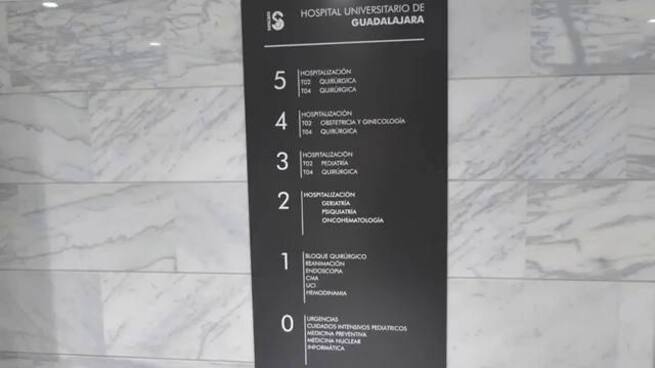 HOSPITAL UNIVERSITARIO DE
GUADALAJARA
5
HOSPITALIZACIÓN
T02 QUIRÚRGICA
T04 QUIRÚRGICA
4
HOSPITALIZACIÓN
T02 OBSTETRICIA Y GINECOLOGÍA
T04 QUIRÚRGICA
3
HOSPITALIZACIÓN
T02 PEDIATRÍA
T04 QUIRÚRGICA
2
HOSPITALIZACIÓN
GERIATRÍA
PSIQUIATRÍA
ONCOHEMATOLOGÍA
1
BLOQUE QUIRÚRGICO
REANIMACIÓN
ENDOSCOPIA
CMA
UCI
HEMODINAMIA
0
URGENCIAS
CUIDADOS INTENSIVOS PEDIÁTRICOS
MEDICINA PREVENTIVA
MEDICINA NUCLEAR
INFORMÁTICA